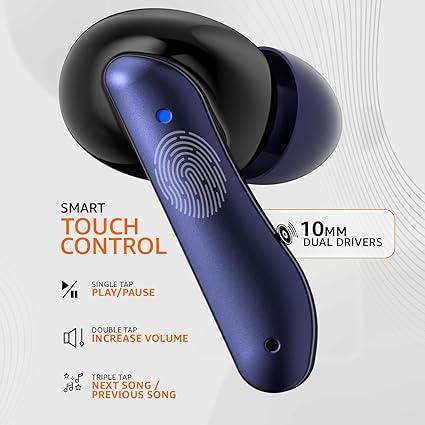 SMART
TOUCH
CONTROL
10MM
DUAL DRIVERS
SINGLE TAP
PLAY/PAUSE
DOUBLE TAP
INCREASE VOLUME
TRIPLE TAP
NEXT SONG /
PREVIOUS SONG